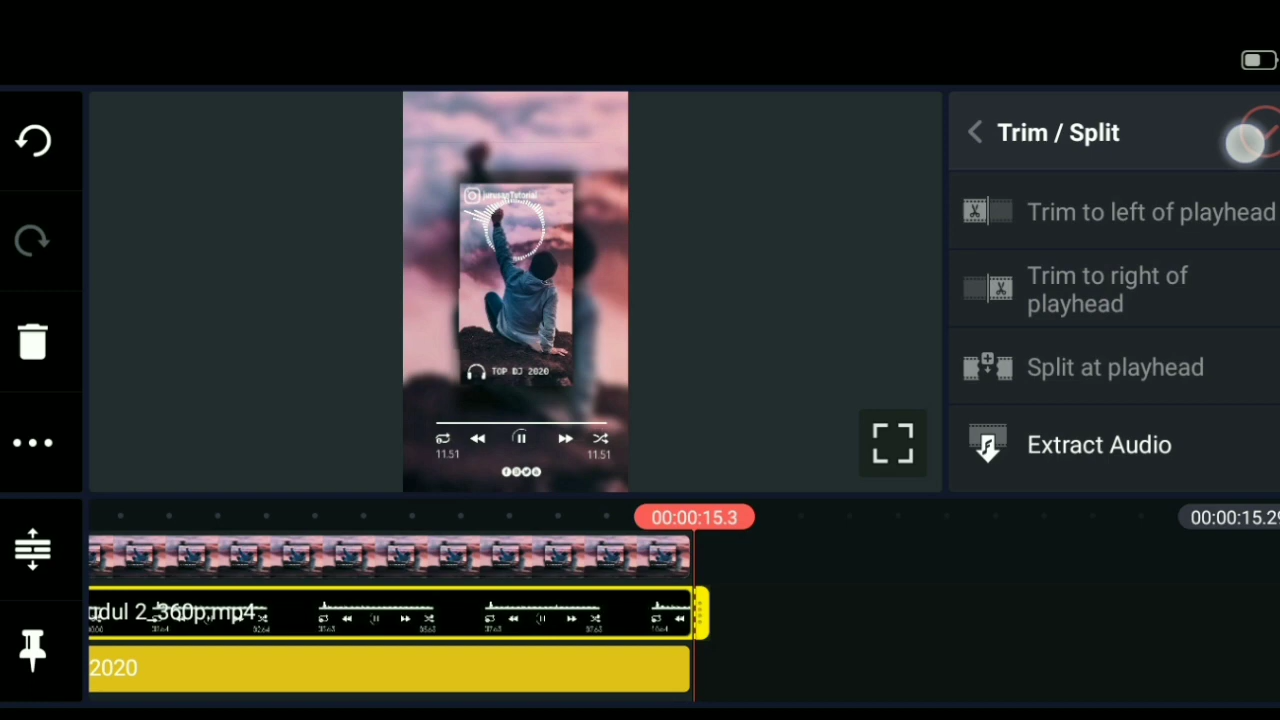 Trim / Split
Trim to left of playhead
Trim to right of
playhead
Split at playhead
Extract Audio
TOP DJ 2020
11.51
11.51
00:00:15.3
00:00:15.29
2_360p.mp4
2020